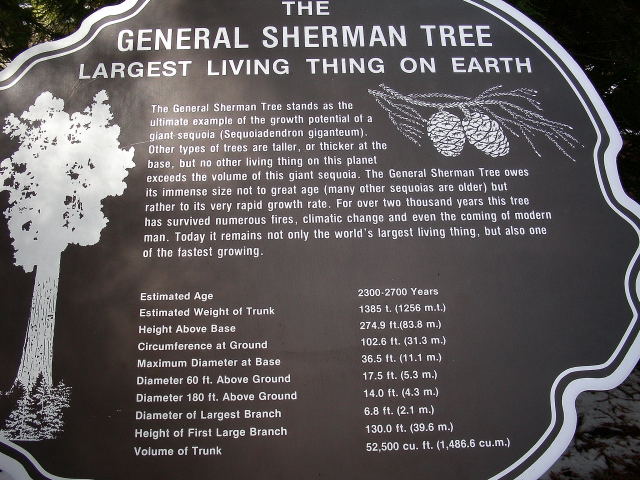 THE
GENERAL SHERMAN TREE
LARGEST LIVING THING ON EARTH
The General Sherman Tree stands as the
ultimate example of the growth potential of a
giant sequoia (Sequoiadendron giganteum).
Other types of trees are taller, or thicker at the
base, but no other living thing on this planet
exceeds the volume of this giant sequoia. The General Sherman Tree owes
its immense size not to great age (many other sequoias are older) but
rather to its very rapid growth rate. For over two thousand years this tree
has survived numerous fires, climatic change and even the coming of modern
man. Today it remains not only the world's largest living thing, but also one
of the fastest growing.
Estimated Age 2300-2700 Years
Estimated Weight of Trunk 1385 t. (1256 m.t.)
Height Above Base 274.9 ft.(83.8 m.)
Circumference at Ground 102.6 ft. (31.3 m.)
Maximum Diameter at Base 36.5 ft. (11.1 m.)
Diameter 60 ft. Above Ground 17.5 ft. (5.3 m.)
Diameter 180 ft. Above Ground 14.0 ft. (4.3 m.)
Diameter of Largest Branch 6.8 ft. (2.1 m.)
Height of First Large Branch 130.0 ft. (39.6 m.)
Volume of Trunk 52,500 cu. ft. (1,486.6 cu.m.)